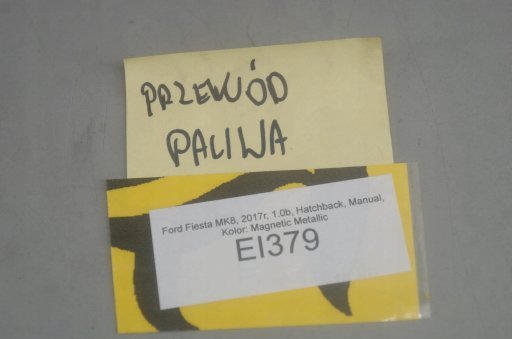 PRZEWÓD
PALIWA
Ford Fiesta MK8, 2017r, 1.0b, Hatchback, Manual,
Kolor: Magnetic Metallic
EI379